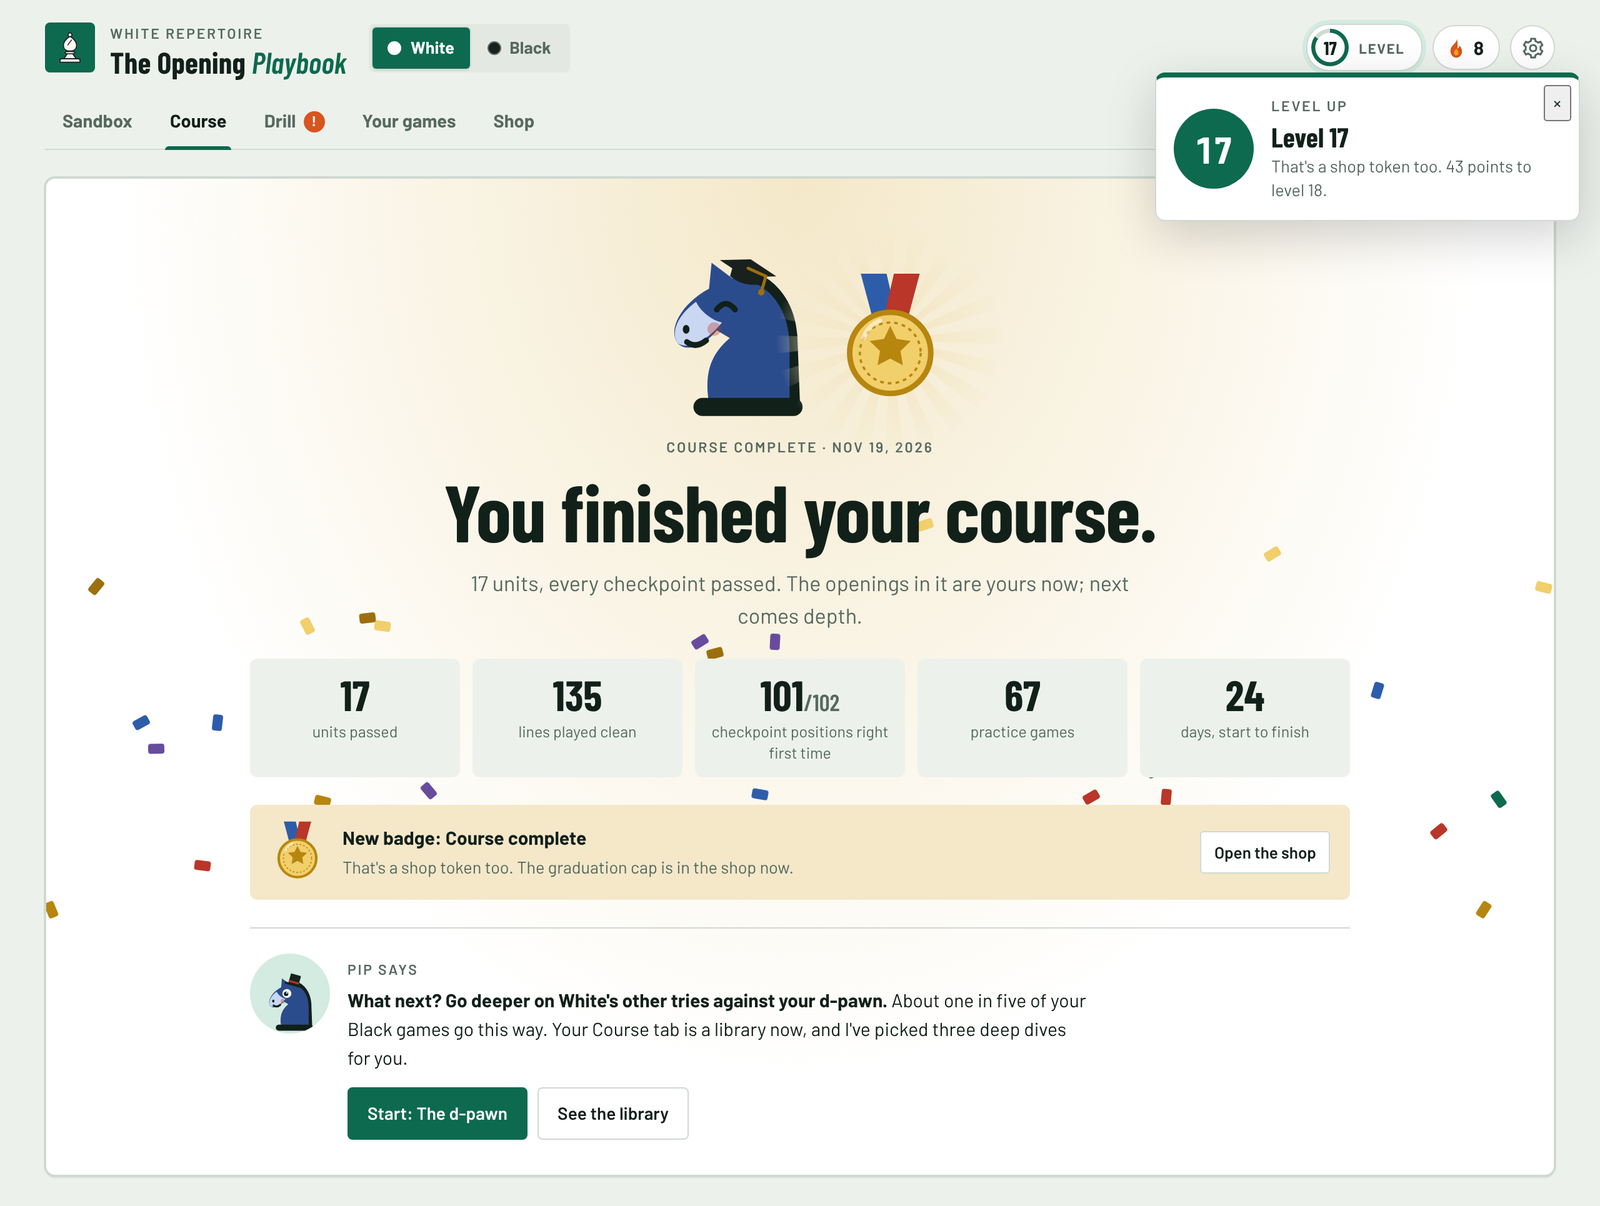 WHITE REPERTOIRE
The Opening Playbook
White
Black
17
LEVEL
8
Sandbox
Course
Drill !
Your games
Shop
LEVEL UP
×
17
Level 17
That's a shop token too. 43 points to
level 18.
COURSE COMPLETE · NOV 19, 2026
You finished your course.
17 units, every checkpoint passed. The openings in it are yours now; next
comes depth.
17
units passed
135
lines played clean
101/102
checkpoint positions right
first time
67
practice games
24
days, start to finish
New badge: Course complete
That's a shop token too. The graduation cap is in the shop now.
Open the shop
PIP SAYS
What next? Go deeper on White's other tries against your d-pawn. About one in five of your
Black games go this way. Your Course tab is a library now, and I've picked three deep dives
for you.
Start: The d-pawn
See the library